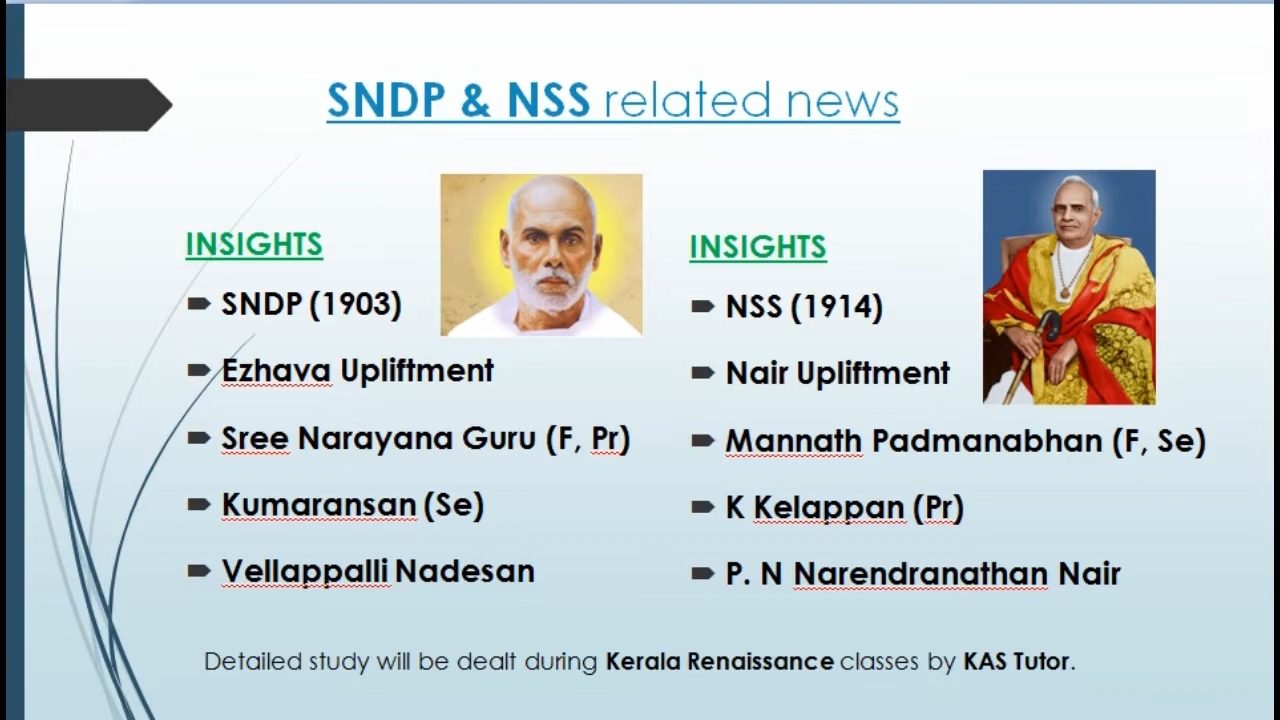 SNDP & NSS related news
INSIGHTS
SNDP (1903)
Ezhava Upliftment
Sree Narayana Guru (F, Pr)
Kumaransan (Se)
Vellappalli Nadesan
INSIGHTS
NSS (1914)
Nair Upliftment
Mannath Padmanabhan (F, Se)
K Kelappan (Pr)
P. N Narendranathan Nair
Detailed study will be dealt during Kerala Renaissance classes by KAS Tutor.